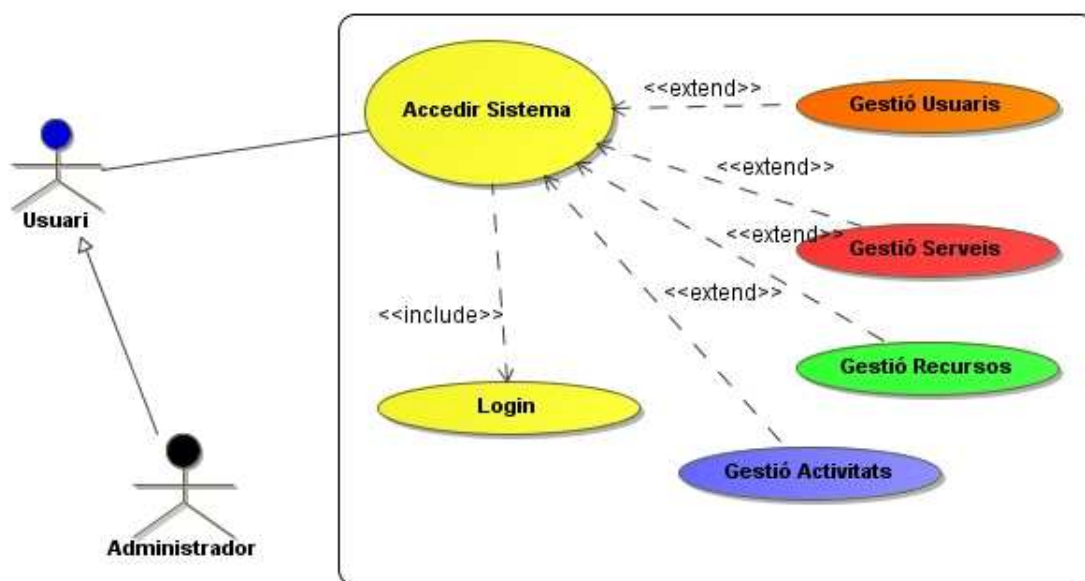 Accedir Sistema
<<extend>>
Gestió Usuaris
Usuari
<<extend>>
<<extend>>
Gestió Serveis
<<extend>>
<<include>>
Gestió Recursos
Login
Gestió Activitats
Administrador